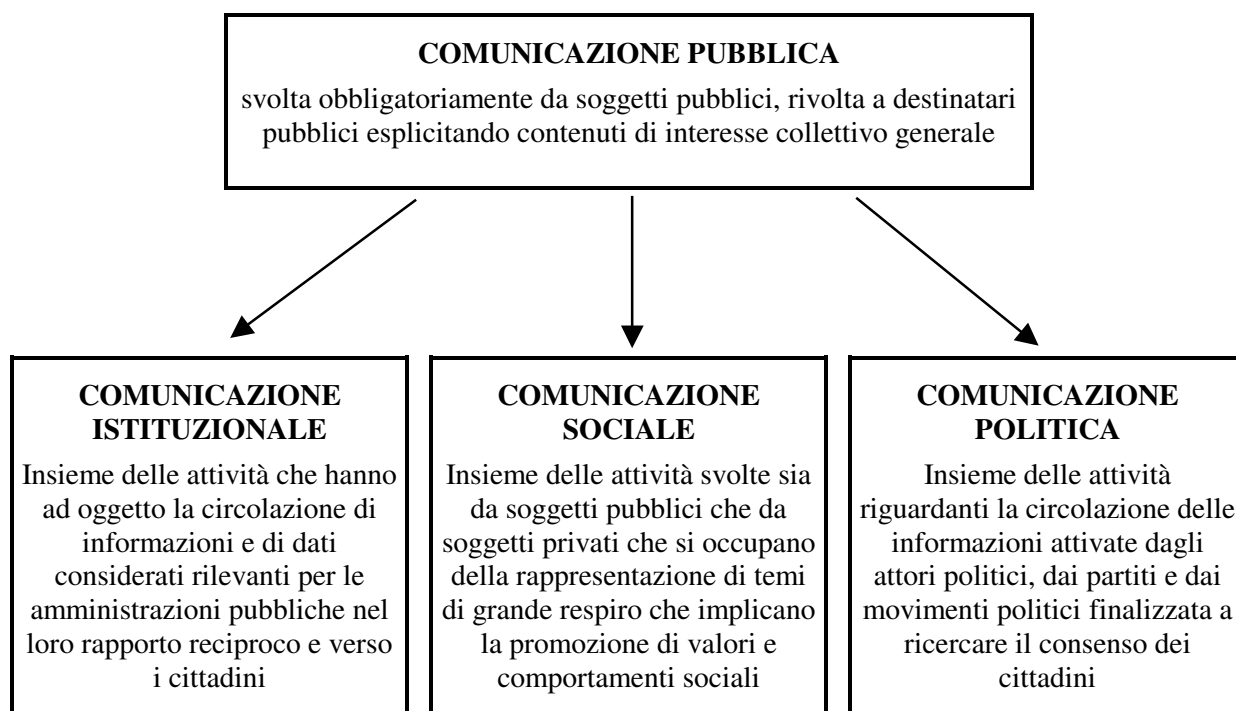 COMUNICAZIONE PUBBLICA
svolta obbligatoriamente da soggetti pubblici, rivolta a destinatari
pubblici esplicitando contenuti di interesse collettivo generale
COMUNICAZIONE
ISTITUZIONALE
Insieme delle attività che hanno
ad oggetto la circolazione di
informazioni e di dati
considerati rilevanti per le
amministrazioni pubbliche nel
loro rapporto reciproco e verso
i cittadini
COMUNICAZIONE
SOCIALE
Insieme delle attività svolte sia
da soggetti pubblici che da
soggetti privati che si occupano
della rappresentazione di temi
di grande respiro che implicano
la promozione di valori e
comportamenti sociali
COMUNICAZIONE
POLITICA
Insieme delle attività
riguardanti la circolazione delle
informazioni attivate dagli
attori politici, dai partiti e dai
movimenti politici finalizzata a
ricercare il consenso dei
cittadini